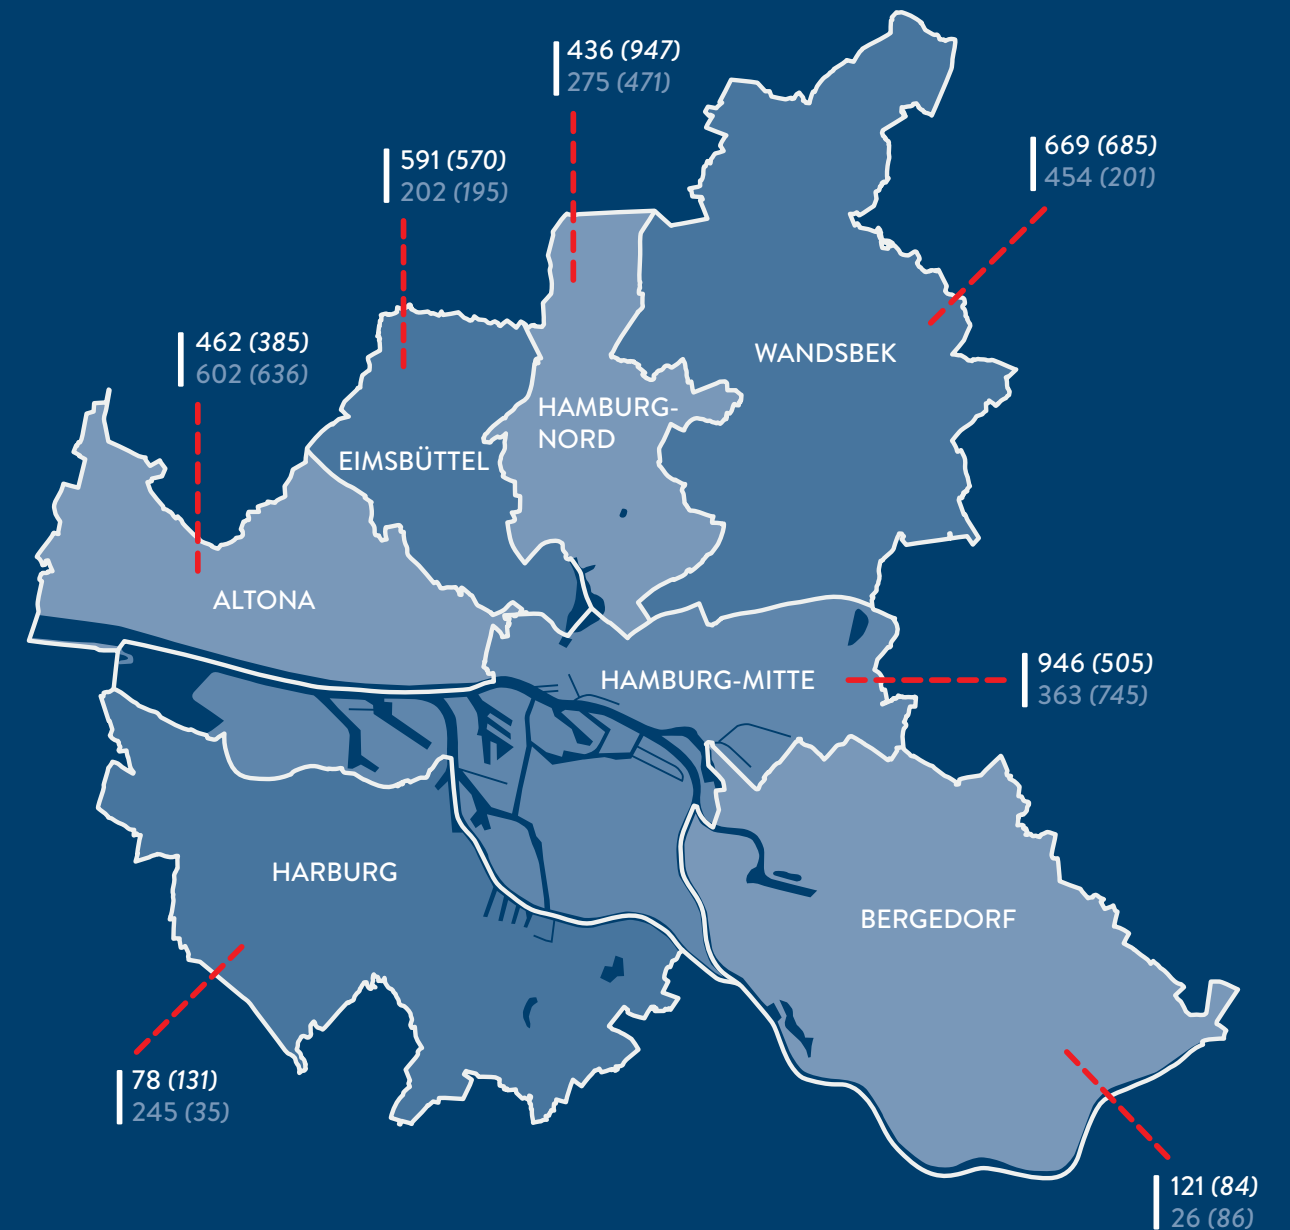 436 (947)
275 (471)
669 (685)
454 (201)
591 (570)
202 (195)
462 (385)
602 (636)
WANDSBEK
HAMBURG-
NORD
EIMSBÜTTEL
ALTONA
HAMBURG-MITTE
946 (505)
363 (745)
HARBURG
BERGEDORF
78 (131)
245 (35)
121 (84)
26 (86)